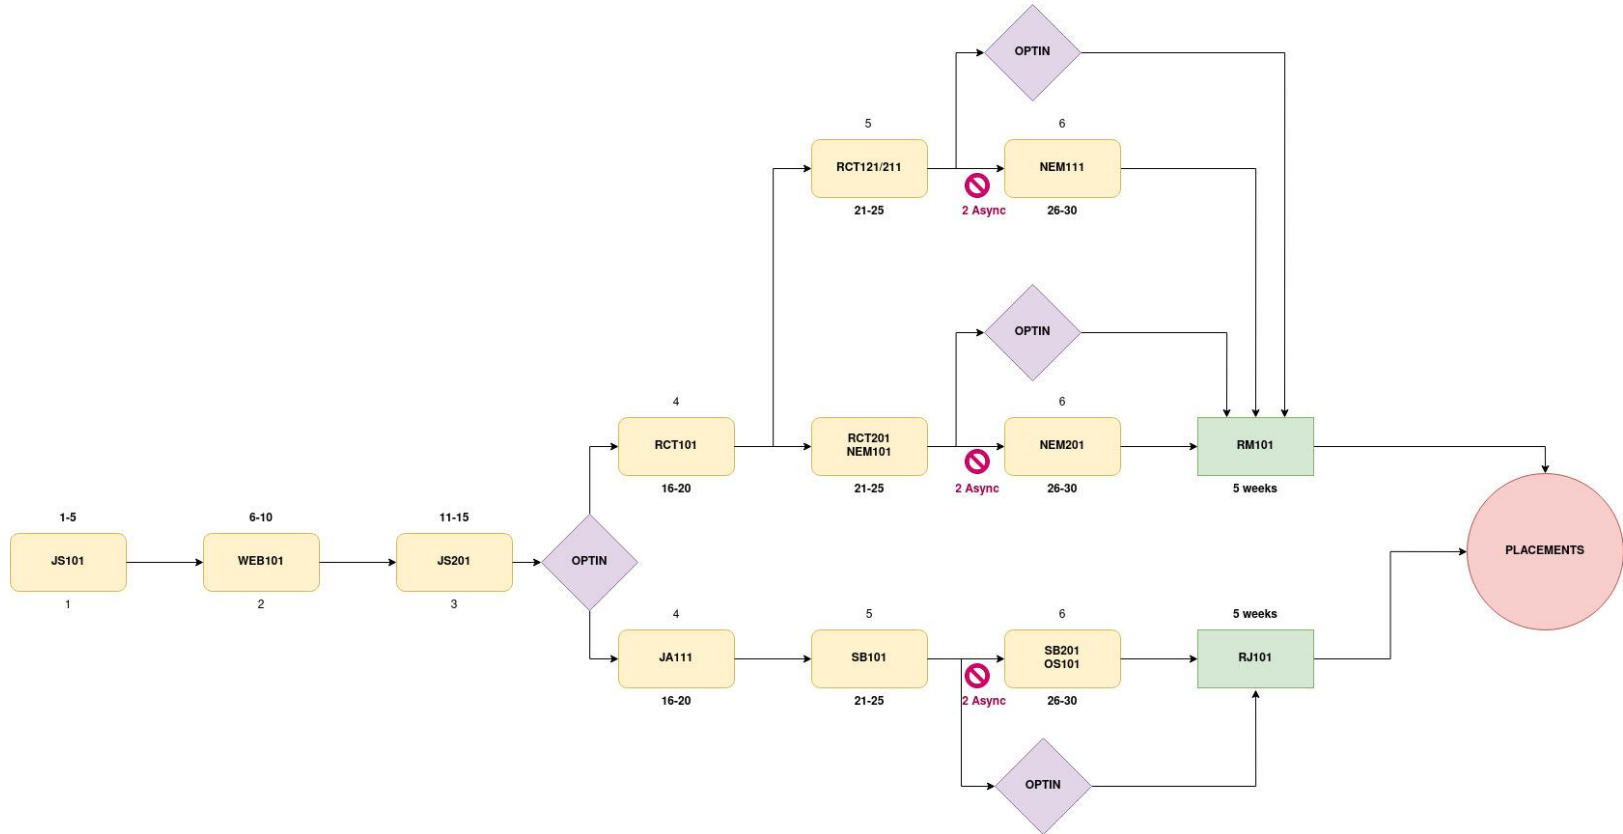 OPTIN
5
6
RCT121/211
NEM111
21-25
2 Async
26-30
OPTIN
4
6
RCT101
RCT201
NEM101
NEM201
RM101
16-20
21-25
2 Async
26-30
5 weeks
1-5
6-10
11-15
JS101
WEB101
JS201
OPTIN
PLACEMENTS
1
2
3
4
5
6
5 weeks
JA111
SB101
SB201
OS101
RJ101
16-20
21-25
2 Async
26-30
OPTIN